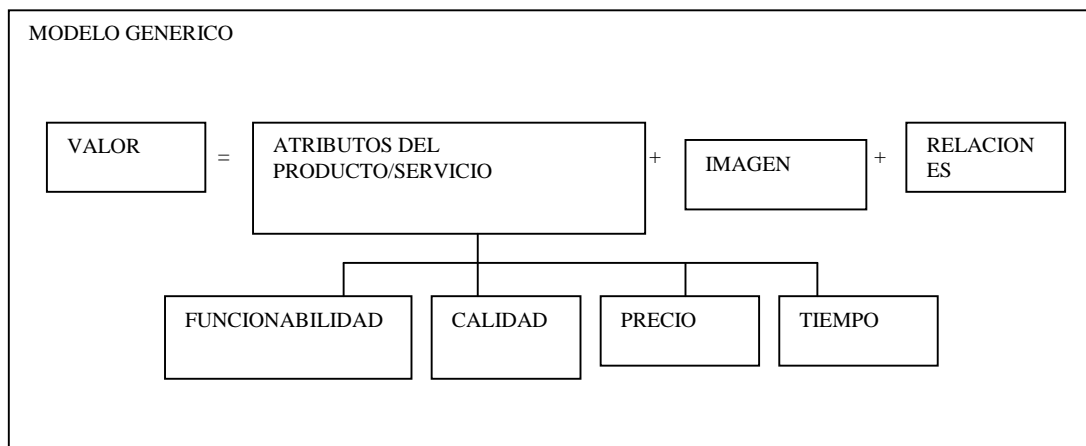 MODELO GENERICO
VALOR
=
ATRIBUTOS DEL
PRODUCTO/SERVICIO
+
IMAGEN
+
RELACION
ES
FUNCIONABILIDAD
CALIDAD
PRECIO
TIEMPO